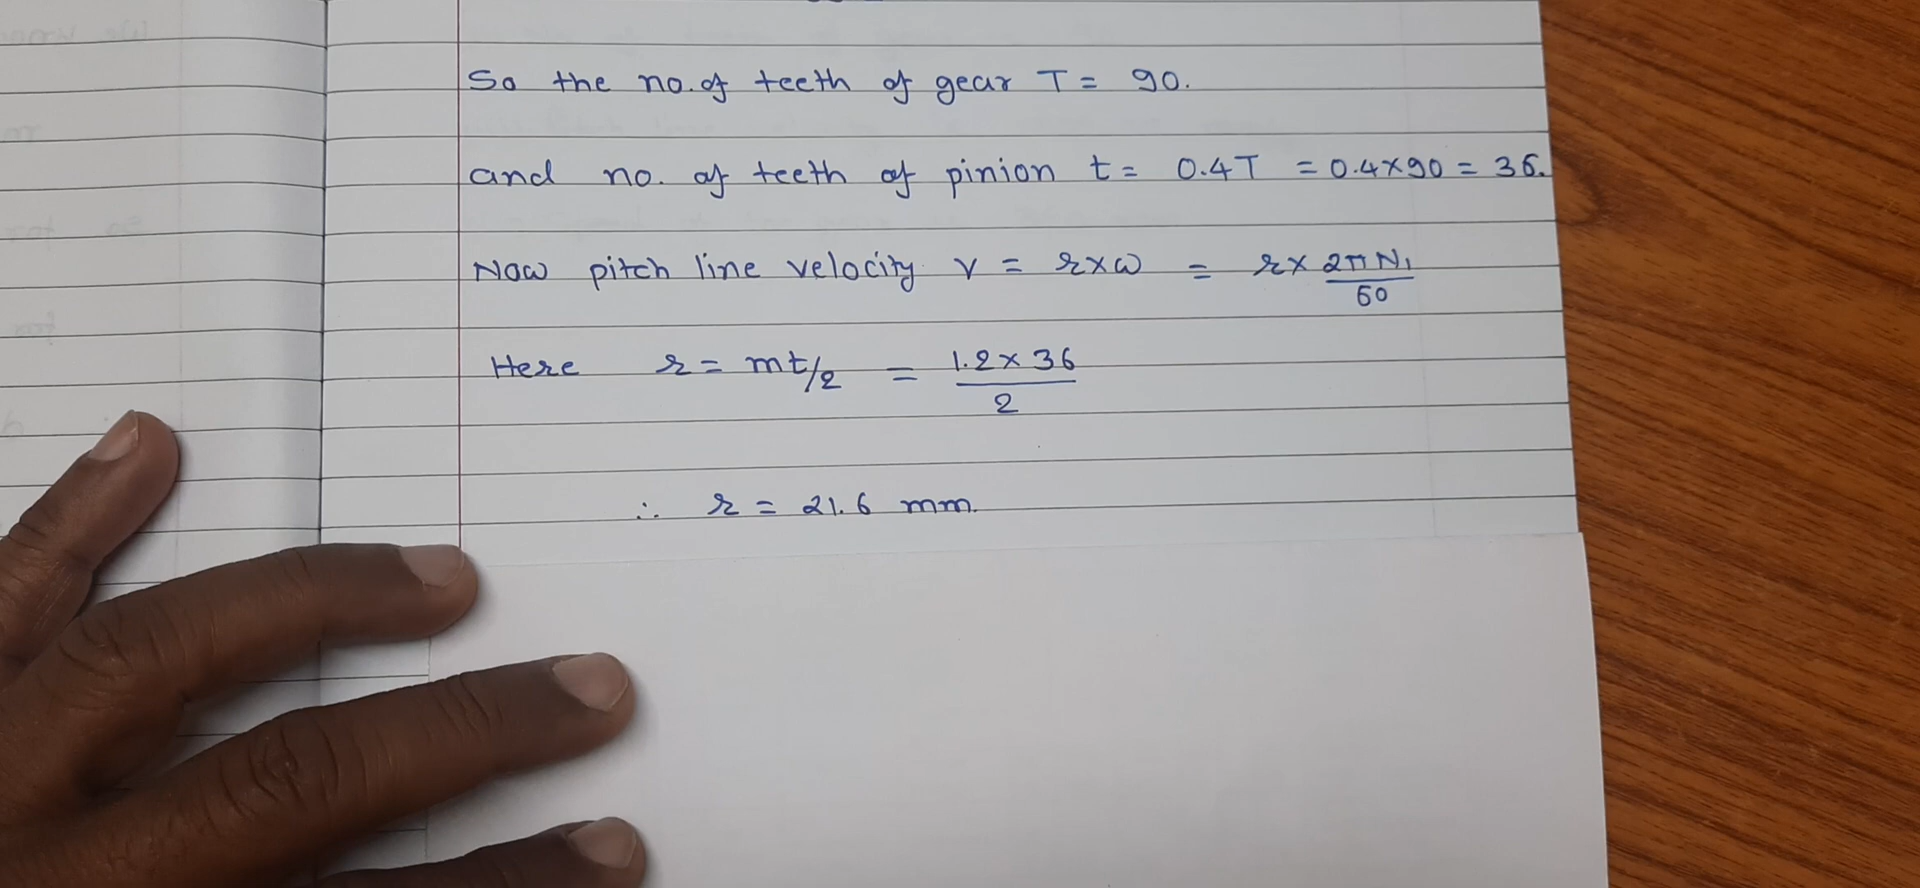 So the no. of teeth of gear T = 90.
and no. of teeth of pinion t = 0.4T = 0.4×90 = 36.
Now pitch line velocity v = r×ω = r× 2πN₁/60
Here r = mt/2 = 1.2×36/2
∴ r = 21.6 mm.